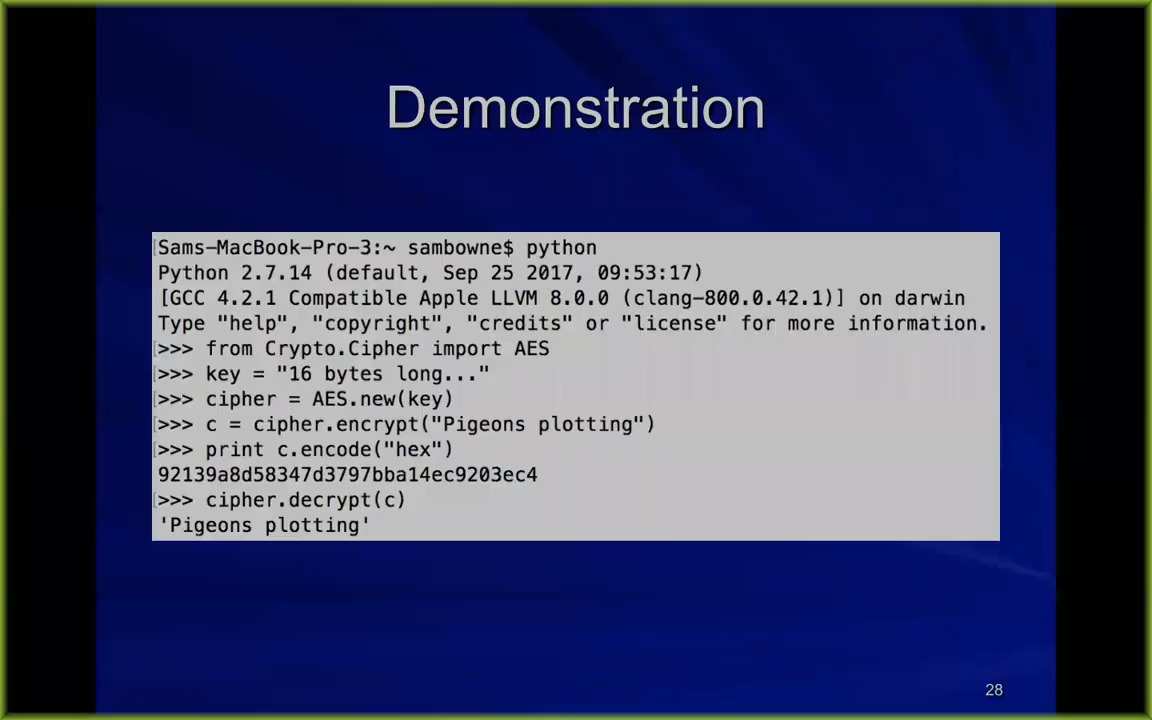 Demonstration
Sams-MacBook-Pro-3:~ sambowne$ python
Python 2.7.14 (default, Sep 25 2017, 09:53:17)
[GCC 4.2.1 Compatible Apple LLVM 8.0.0 (clang-800.0.42.1)] on darwin
Type "help", "copyright", "credits" or "license" for more information.
>>> from Crypto.Cipher import AES
>>> key = "16 bytes long..."
>>> cipher = AES.new(key)
>>> c = cipher.encrypt("Pigeons plotting")
>>> print c.encode("hex")
92139a8d58347d3797bba14ec9203ec4
>>> cipher.decrypt(c)
'Pigeons plotting'
28